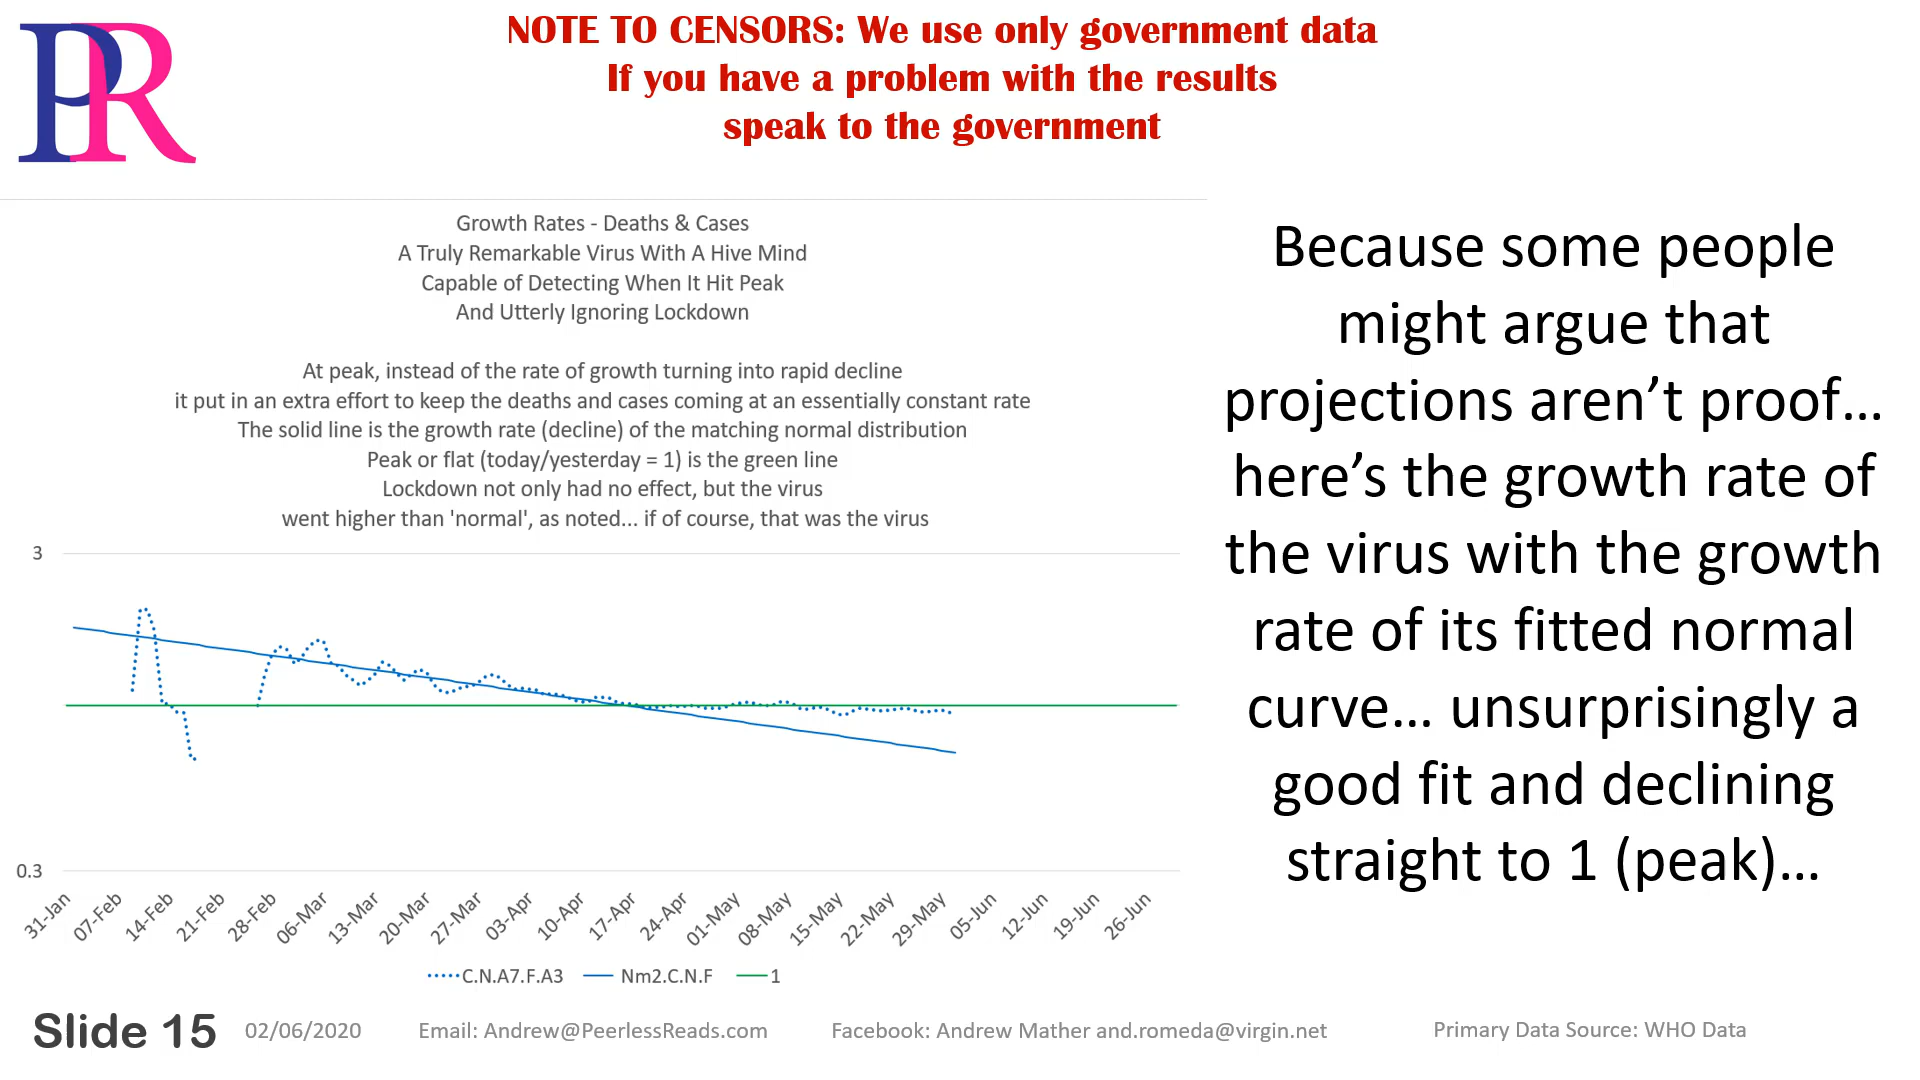 PR
NOTE TO CENSORS: We use only government data
If you have a problem with the results
speak to the government
Growth Rates - Deaths & Cases
A Truly Remarkable Virus With A Hive Mind
Capable of Detecting When It Hit Peak
And Utterly Ignoring Lockdown
At peak, instead of the rate of growth turning into rapid decline
it put in an extra effort to keep the deaths and cases coming at an essentially constant rate
The solid line is the growth rate (decline) of the matching normal distribution
Peak or flat (today/yesterday = 1) is the green line
Lockdown not only had no effect, but the virus
went higher than 'normal', as noted... if of course, that was the virus
3
0.3
31-Jan
07-Feb
14-Feb
21-Feb
28-Feb
06-Mar
13-Mar
20-Mar
27-Mar
03-Apr
10-Apr
17-Apr
24-Apr
01-May
08-May
15-May
22-May
29-May
05-Jun
12-Jun
19-Jun
26-Jun
C.N.A7.F.A3 Nm2.C.N.F 1
Because some people
might argue that
projections aren’t proof…
here’s the growth rate of
the virus with the growth
rate of its fitted normal
curve… unsurprisingly a
good fit and declining
straight to 1 (peak)…
Slide 15 02/06/2020 Email: Andrew@PeerlessReads.com Facebook: Andrew Mather and.romeda@virgin.net Primary Data Source: WHO Data